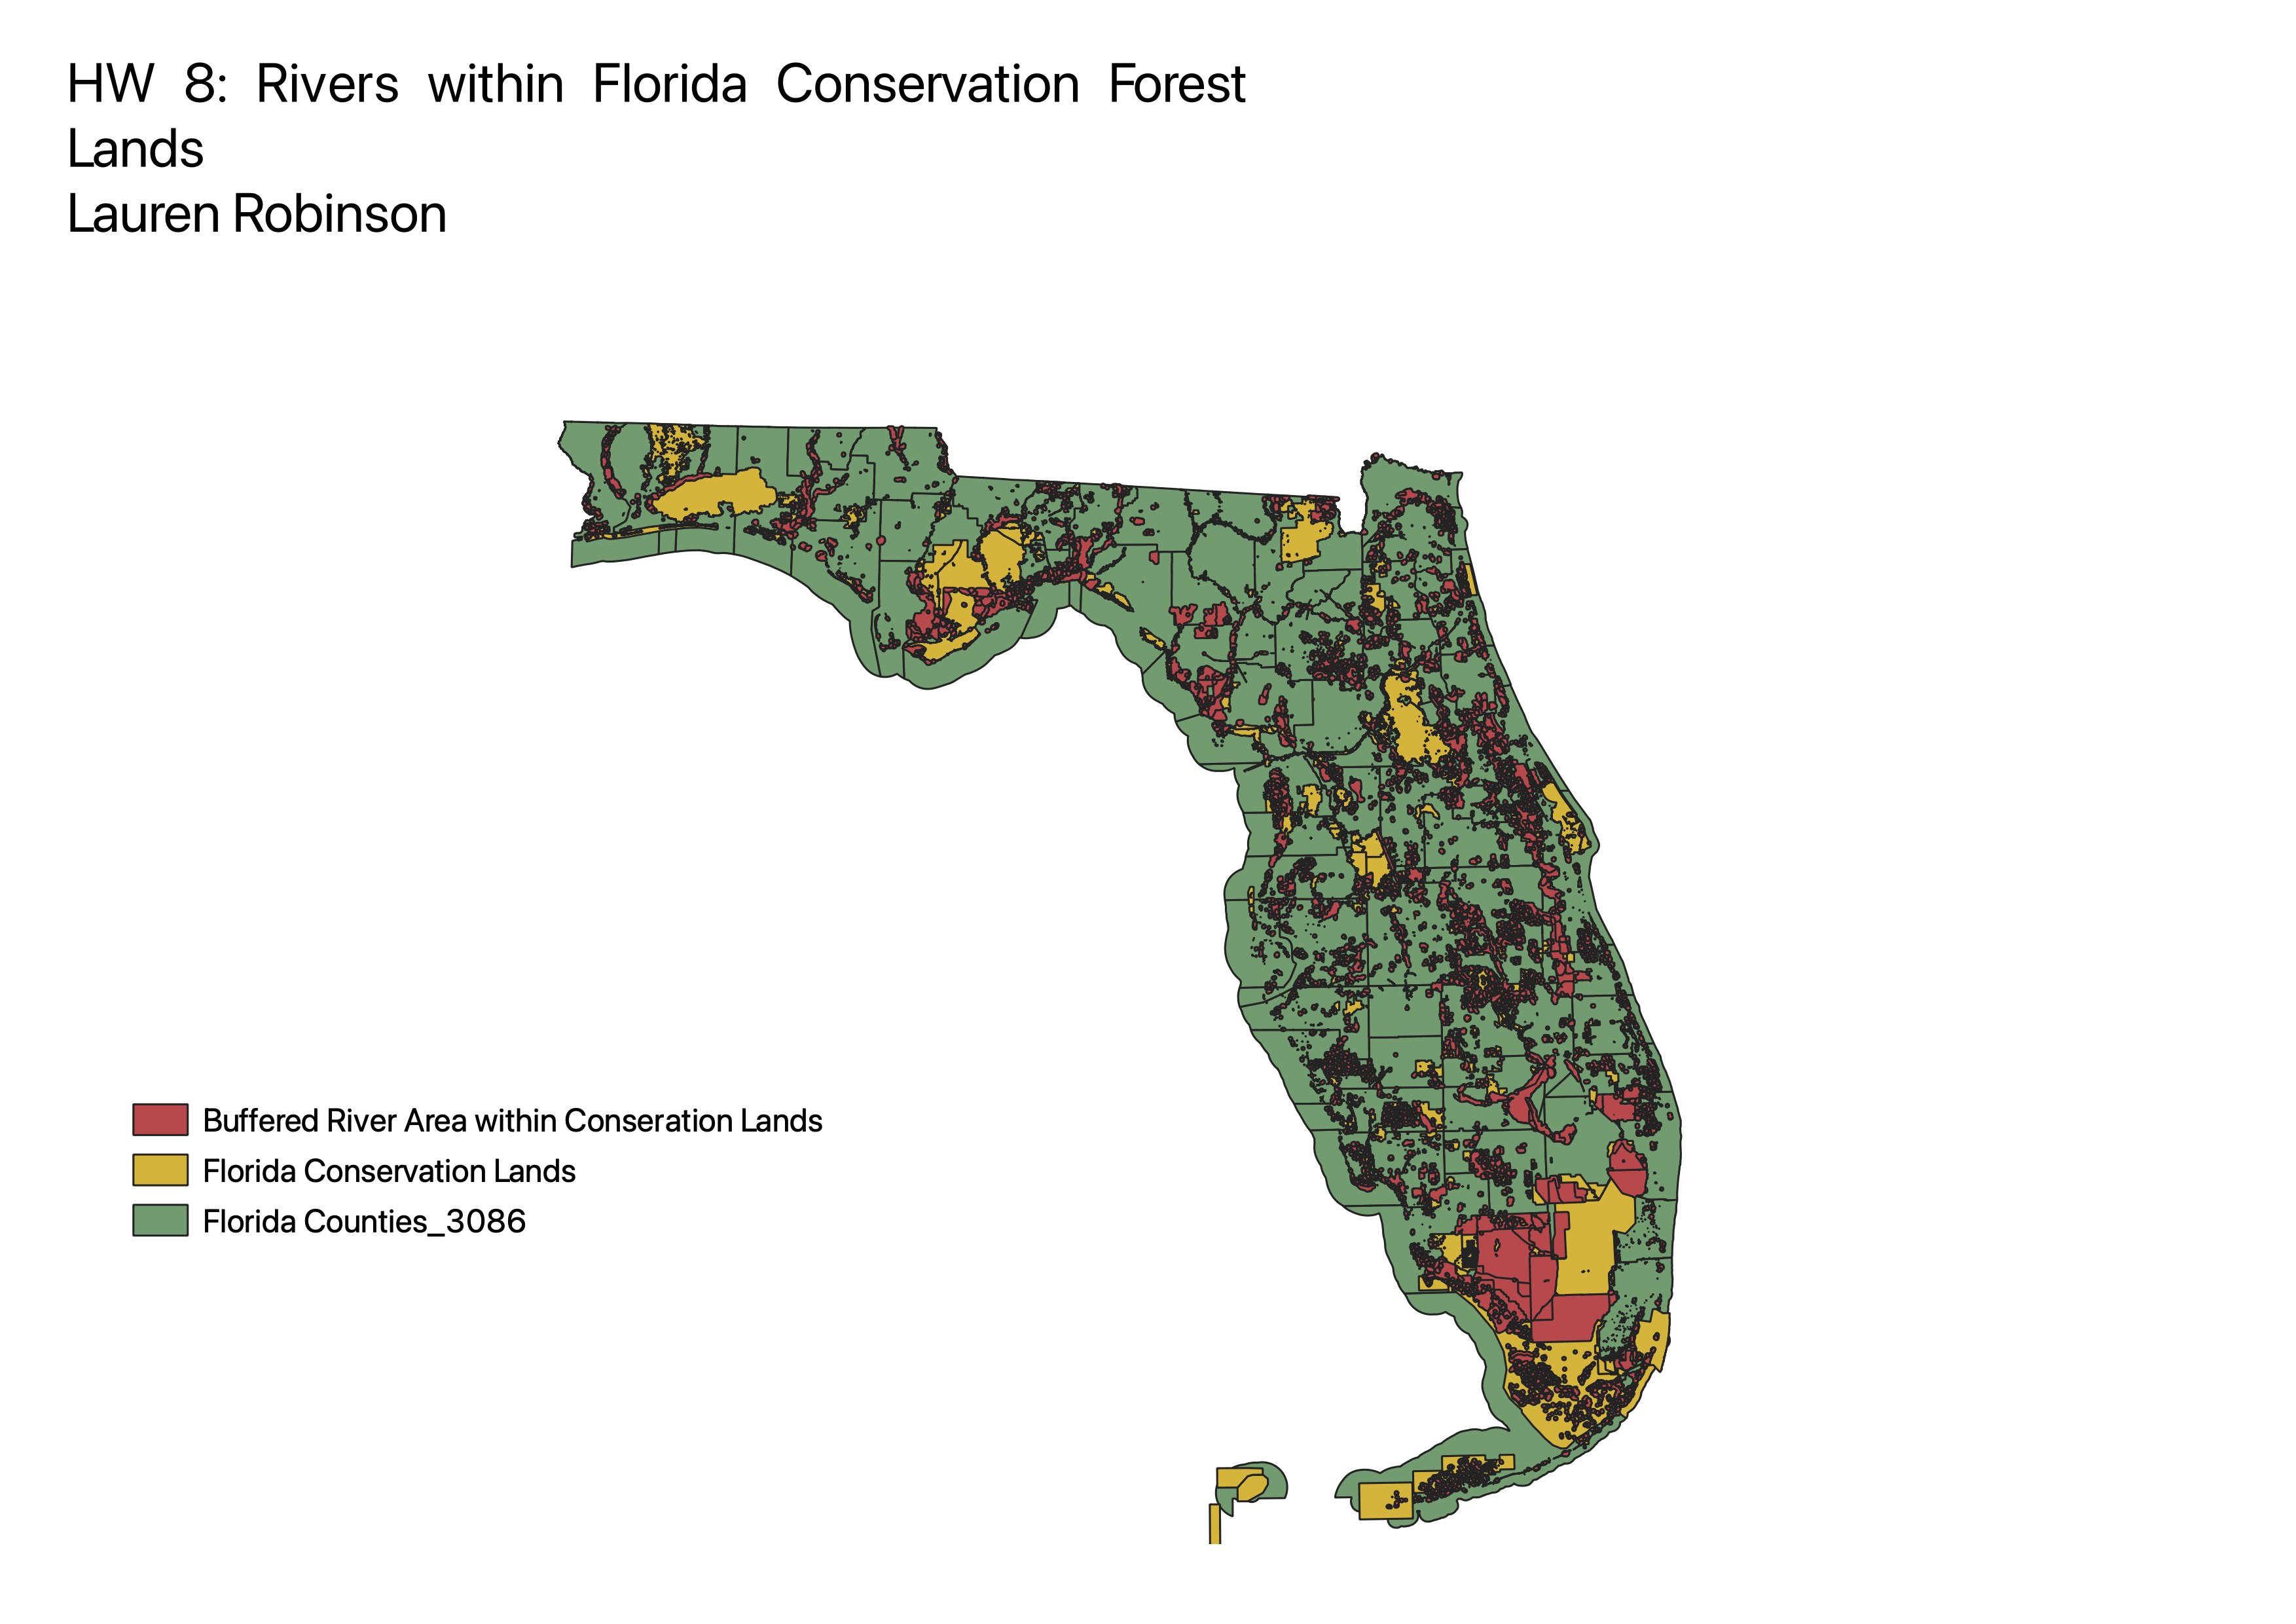 HW 8: Rivers within Florida Conservation Forest
Lands
Lauren Robinson
Buffered River Area within Conseration Lands
Florida Conservation Lands
Florida Counties_3086